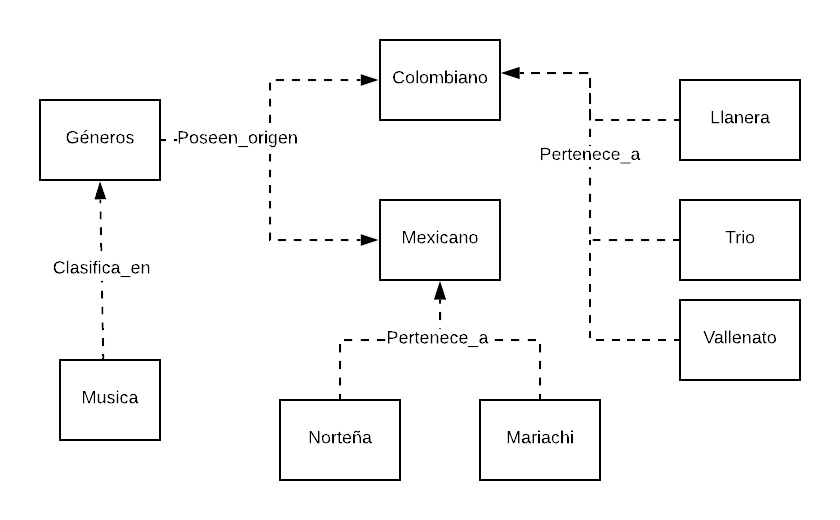 Colombiano
Géneros
Poseen_origen
Llanera
Pertenece_a
Mexicano
Trio
Clasifica_en
Pertenece_a
Vallenato
Musica
Norteña
Mariachi